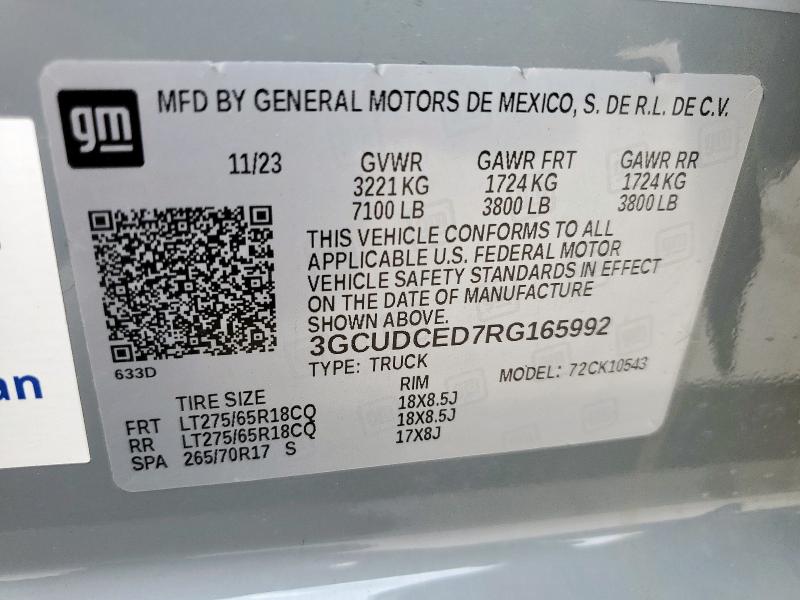 gm MFD BY GENERAL MOTORS DE MEXICO, S. DE R.L. DE C.V.
11/23 GVWR GAWR FRT GAWR RR
3221 KG 1724 KG 1724 KG
7100 LB 3800 LB 3800 LB
THIS VEHICLE CONFORMS TO ALL
APPLICABLE U.S. FEDERAL MOTOR
VEHICLE SAFETY STANDARDS IN EFFECT
ON THE DATE OF MANUFACTURE
SHOWN ABOVE.
3GCUDCED7RG165992
633D
TYPE: TRUCK MODEL: 72CK10543
TIRE SIZE RIM
FRT LT275/65R18CQ 18X8.5J
RR LT275/65R18CQ 18X8.5J
SPA 265/70R17 S 17X8J
an